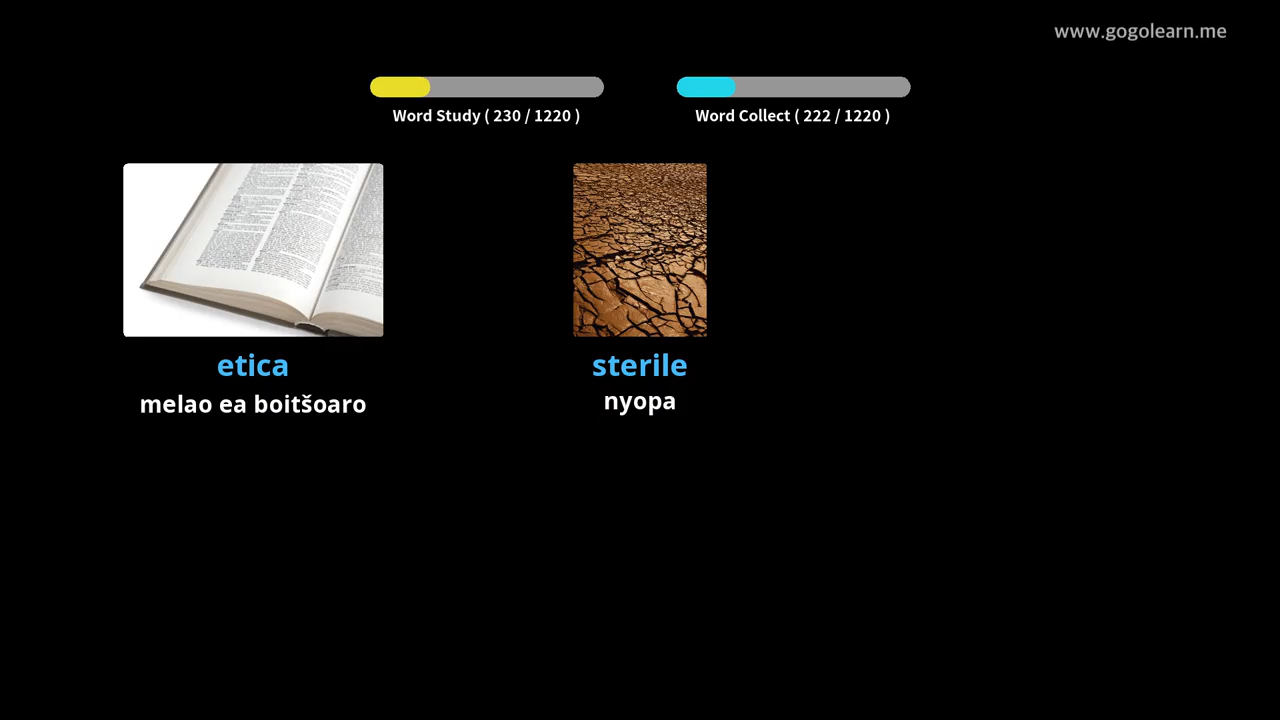 www.gogolearn.me
Word Study ( 230 / 1220 )
Word Collect ( 222 / 1220 )
etica
melao ea boitšoaro
sterile
nyopa